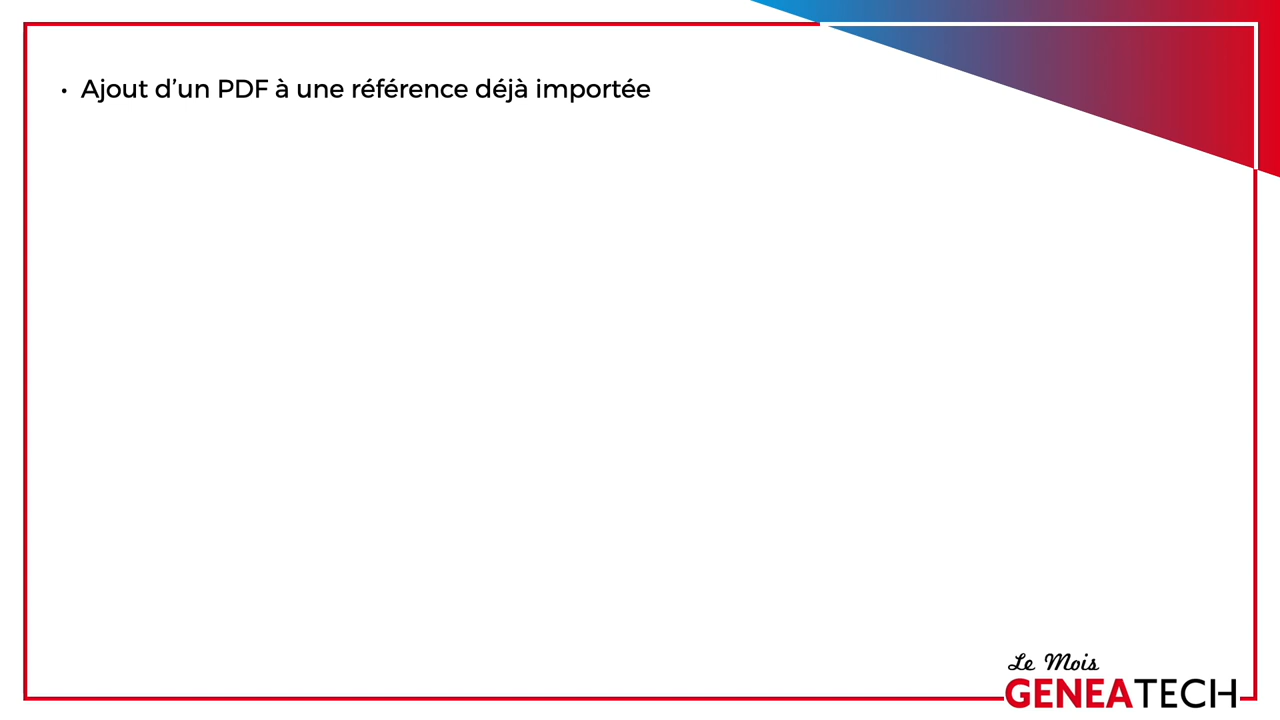 • Ajout d’un PDF à une référence déjà importée
Le Mois
GENEATECH